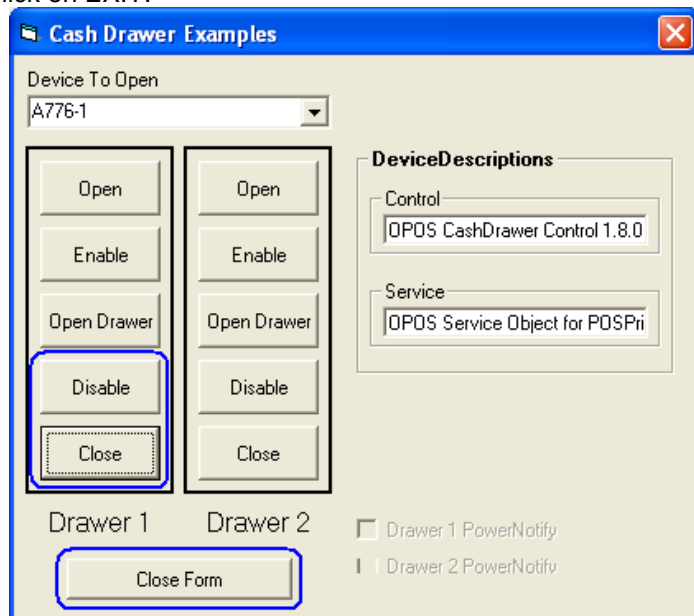 Cash Drawer Examples
Device To Open
A776-1
Open
Open
Enable
Enable
Open Drawer
Open Drawer
Disable
Disable
Close
Close
Drawer 1
Drawer 2
Close Form
DeviceDescriptions
Control
OPOS CashDrawer Control 1.8.0
Service
OPOS Service Object for POSPri
Drawer 1 PowerNotify
Drawer 2 PowerNotify